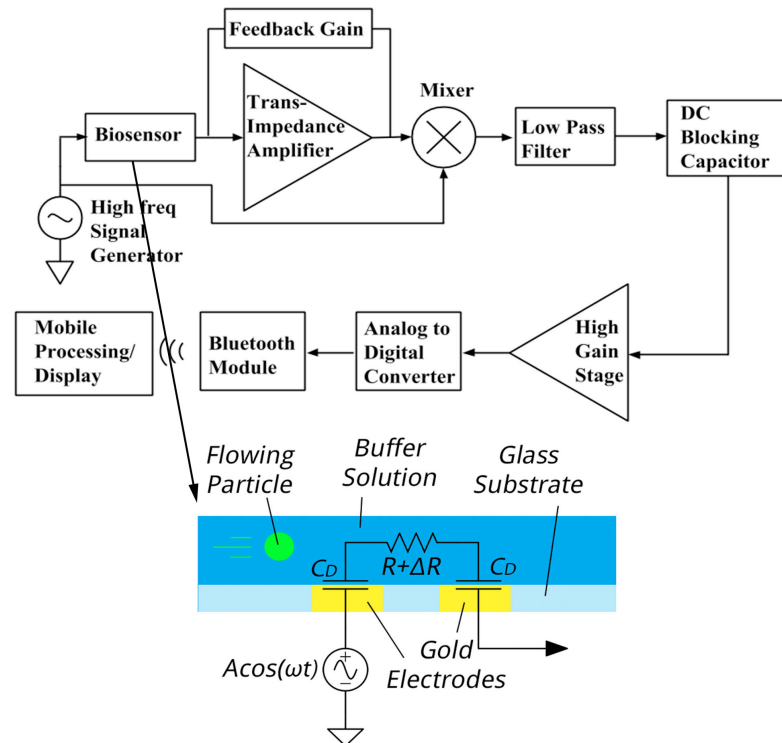 Feedback Gain
Biosensor
Trans-
Impedance
Amplifier
Mixer
Low Pass
Filter
DC
Blocking
Capacitor
High freq
Signal
Generator
Mobile
Processing/
Display
Bluetooth
Module
Analog to
Digital
Converter
High
Gain
Stage
Flowing
Particle
Buffer
Solution
Glass
Substrate
CD
R+ΔR
CD
Acos(ωt)
+
−
Gold
Electrodes